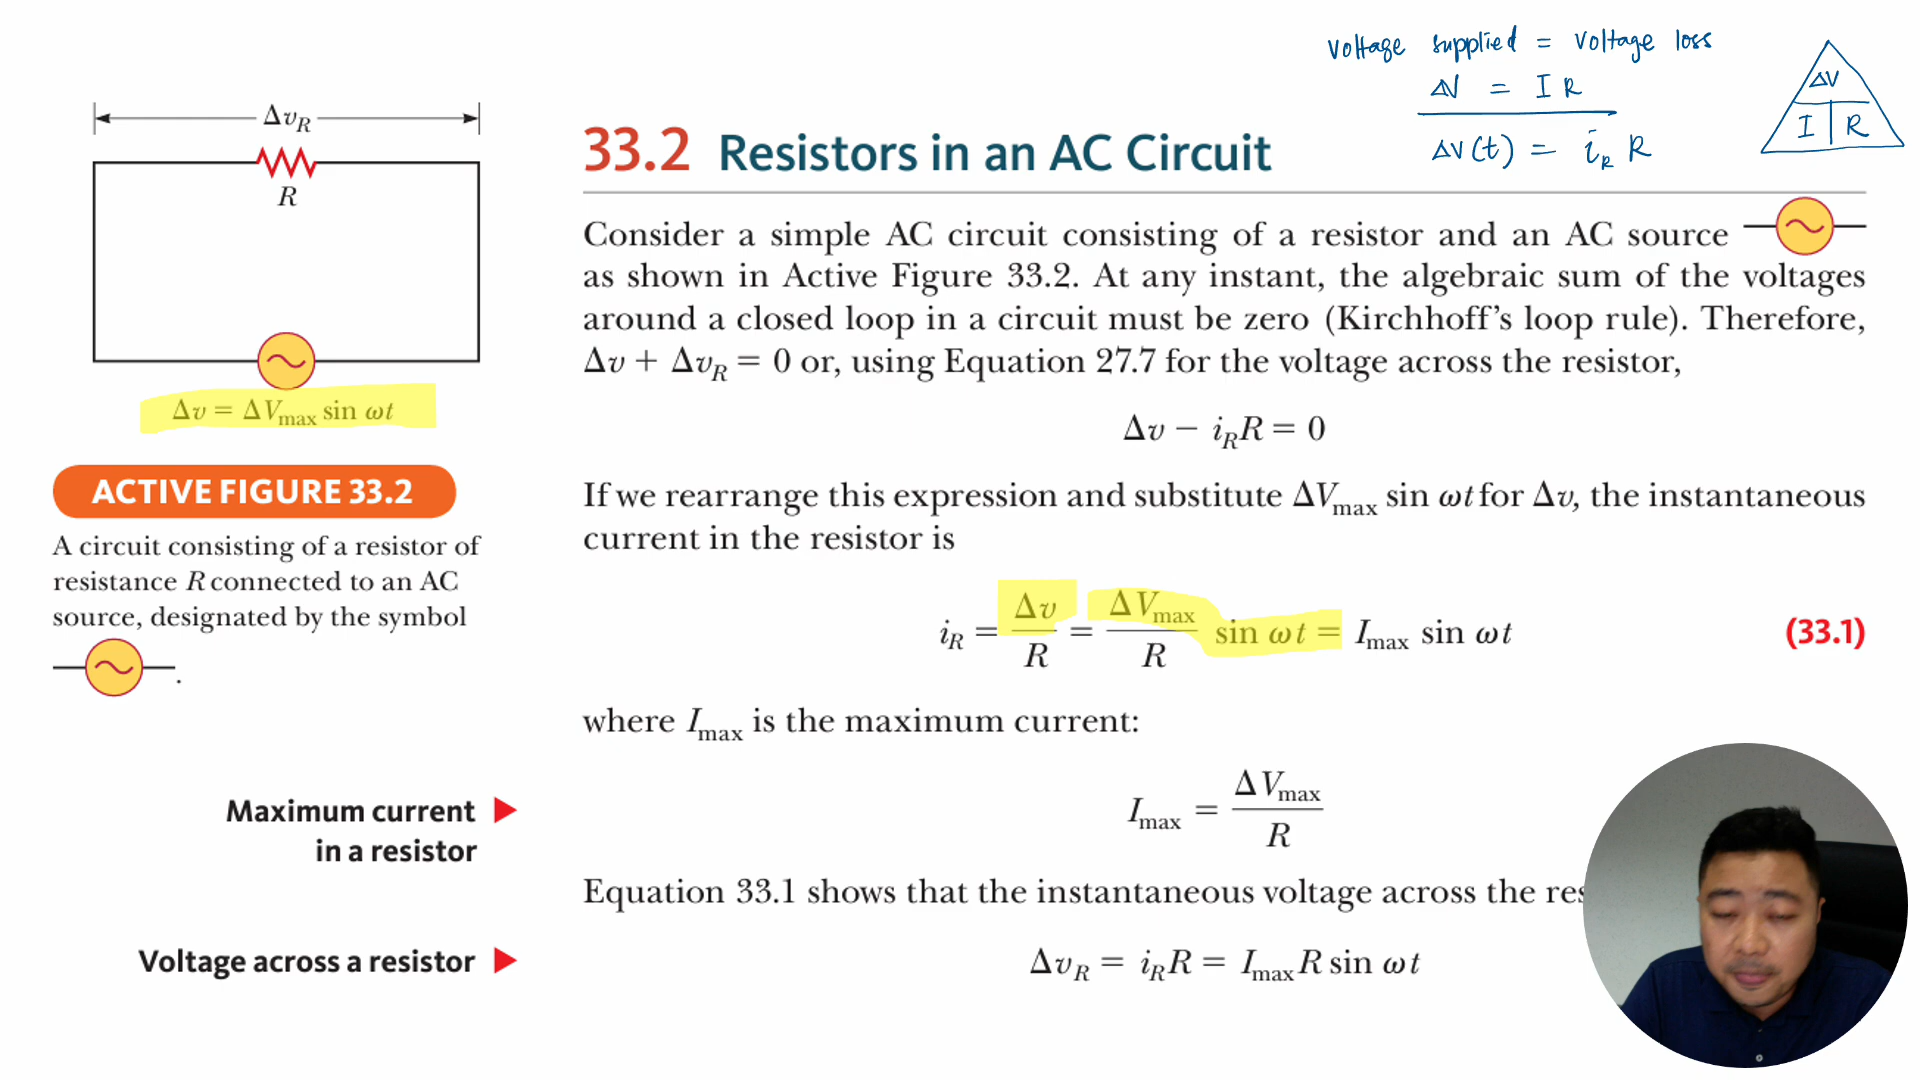 Voltage supplied = Voltage loss
ΔV = I R
ΔV(t) = i_R R
ΔV
I R
Δv_R
R
Δv = ΔV_max sin ωt
ACTIVE FIGURE 33.2
A circuit consisting of a resistor of
resistance R connected to an AC
source, designated by the symbol
.
33.2 Resistors in an AC Circuit
Consider a simple AC circuit consisting of a resistor and an AC source
as shown in Active Figure 33.2. At any instant, the algebraic sum of the voltages
around a closed loop in a circuit must be zero (Kirchhoff’s loop rule). Therefore,
Δv + Δv_R = 0 or, using Equation 27.7 for the voltage across the resistor,
Δv − i_R R = 0
If we rearrange this expression and substitute ΔV_max sin ωt for Δv, the instantaneous
current in the resistor is
i_R = Δv/R = ΔV_max/R sin ωt = I_max sin ωt (33.1)
where I_max is the maximum current:
Maximum current
in a resistor
I_max = ΔV_max/R
Equation 33.1 shows that the instantaneous voltage across the res
Voltage across a resistor
Δv_R = i_R R = I_max R sin ωt